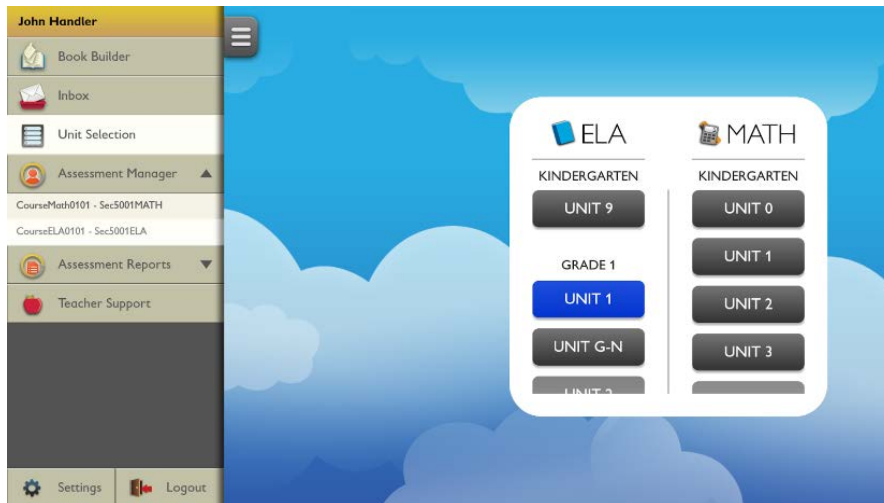 John Handler
Book Builder
Inbox
Unit Selection
Assessment Manager
CourseMath0101 - Sec5001MATH
CourseELA0101 - Sec5001ELA
Assessment Reports
Teacher Support
Settings
Logout
ELA
KINDERGARTEN
UNIT 9
GRADE 1
UNIT 1
UNIT G-N
UNIT 2
MATH
KINDERGARTEN
UNIT 0
UNIT 1
UNIT 2
UNIT 3